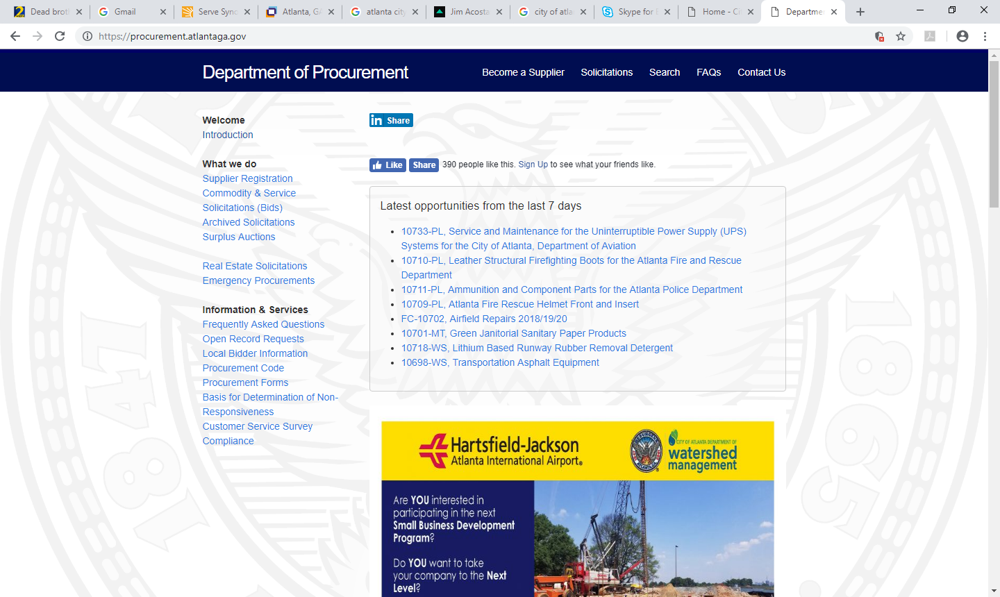 Dead brot
Gmail
Serve Sync
Atlanta, GA
atlanta city
Jim Acosta
city of atla
Skype for B
Home - Cit
Departmen
https://procurement.atlantaga.gov
Department of Procurement
Become a Supplier
Solicitations
Search
FAQs
Contact Us
Welcome
Introduction
What we do
Supplier Registration
Commodity & Service
Solicitations (Bids)
Archived Solicitations
Surplus Auctions
Real Estate Solicitations
Emergency Procurements
Information & Services
Frequently Asked Questions
Open Record Requests
Local Bidder Information
Procurement Code
Procurement Forms
Basis for Determination of Non-
Responsiveness
Customer Service Survey
Compliance
in Share
Like Share 390 people like this. Sign Up to see what your friends like.
Latest opportunities from the last 7 days
• 10733-PL, Service and Maintenance for the Uninterruptible Power Supply (UPS)
Systems for the City of Atlanta, Department of Aviation
• 10710-PL, Leather Structural Firefighting Boots for the Atlanta Fire and Rescue
Department
• 10711-PL, Ammunition and Component Parts for the Atlanta Police Department
• 10709-PL, Atlanta Fire Rescue Helmet Front and Insert
• FC-10702, Airfield Repairs 2018/19/20
• 10701-MT, Green Janitorial Sanitary Paper Products
• 10718-WS, Lithium Based Runway Rubber Removal Detergent
• 10698-WS, Transportation Asphalt Equipment
Hartsfield-Jackson
Atlanta International Airport®
CITY OF ATLANTA DEPARTMENT OF
watershed
management
Are YOU interested in
participating in the next
Small Business Development
Program?
Do YOU want to take
your company to the Next
Level?
1847
1865